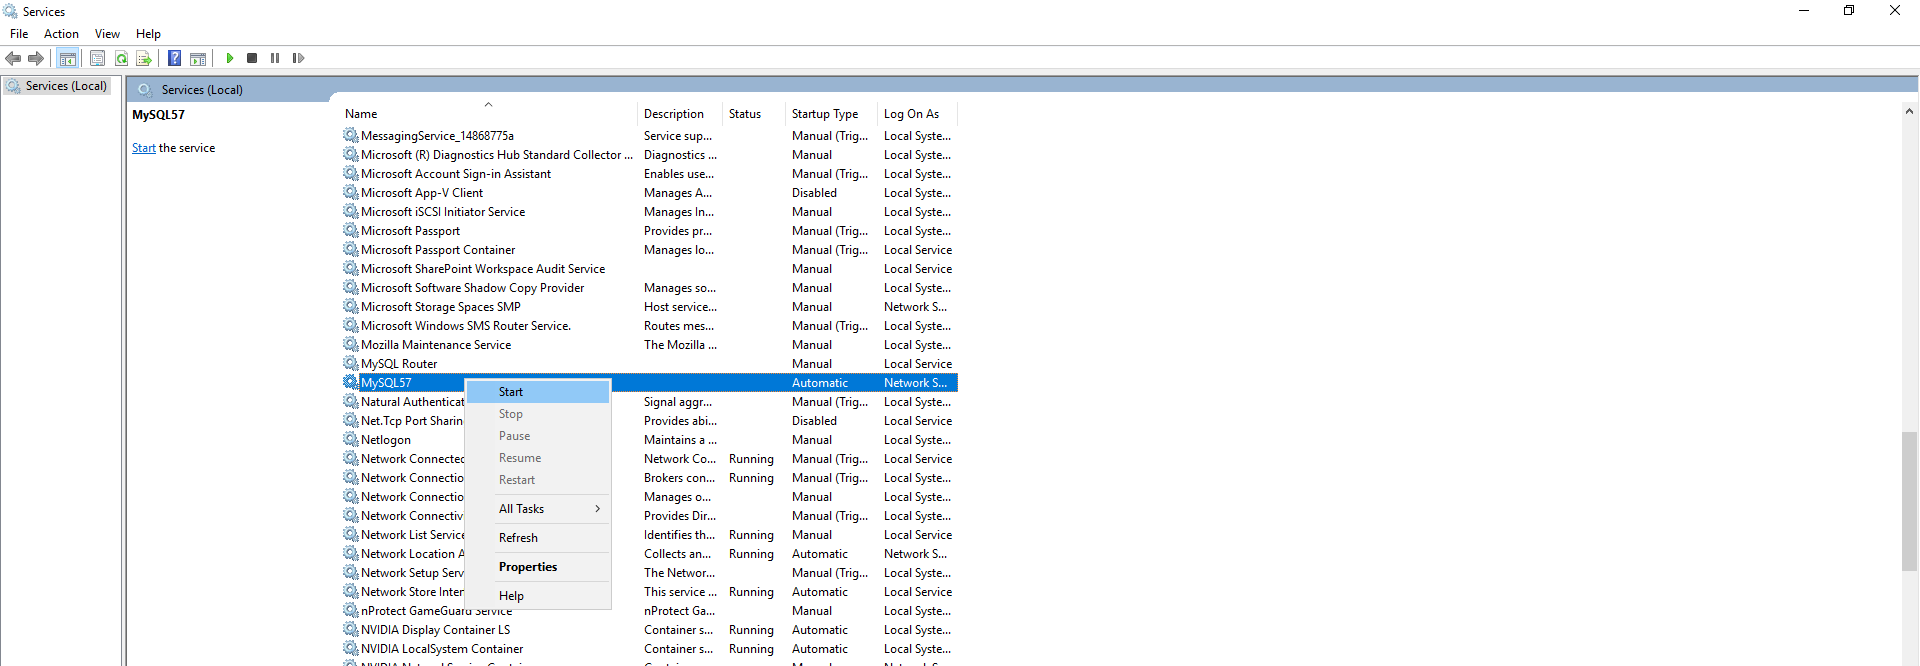 Services
File Action View Help
Services (Local)
Services (Local)
MySQL57
Start the service
Name Description Status Startup Type Log On As
MessagingService_14868775a Service sup... Manual (Trig... Local Syste...
Microsoft (R) Diagnostics Hub Standard Collector ... Diagnostics ... Manual Local Syste...
Microsoft Account Sign-in Assistant Enables use... Manual (Trig... Local Syste...
Microsoft App-V Client Manages A... Disabled Local Syste...
Microsoft iSCSI Initiator Service Manages In... Manual Local Syste...
Microsoft Passport Provides pr... Manual (Trig... Local Syste...
Microsoft Passport Container Manages lo... Manual (Trig... Local Service
Microsoft SharePoint Workspace Audit Service Manual Local Service
Microsoft Software Shadow Copy Provider Manages so... Manual Local Syste...
Microsoft Storage Spaces SMP Host service... Manual Network S...
Microsoft Windows SMS Router Service. Routes mes... Manual (Trig... Local Syste...
Mozilla Maintenance Service The Mozilla ... Manual Local Syste...
MySQL Router Manual Local Service
MySQL57 Automatic Network S...
Natural Authenticat Signal aggr... Manual (Trig... Local Syste...
Net.Tcp Port Sharin Provides abi... Disabled Local Service
Netlogon Maintains a ... Manual Local Syste...
Network Connected Network Co... Running Manual (Trig... Local Service
Network Connectio Brokers con... Running Manual (Trig... Local Syste...
Network Connectio Manages o... Manual Local Syste...
Network Connectiv Provides Dir... Manual (Trig... Local Syste...
Network List Service Identifies th... Running Manual Local Service
Network Location A Collects an... Running Automatic Network S...
Network Setup Serv The Networ... Manual (Trig... Local Syste...
Network Store Inter This service ... Running Automatic Local Service
nProtect GameGuard Service nProtect Ga... Manual Local Syste...
NVIDIA Display Container LS Container s... Running Automatic Local Syste...
NVIDIA LocalSystem Container Container s... Running Manual Local Syste...
Start
Stop
Pause
Resume
Restart
All Tasks
Refresh
Properties
Help